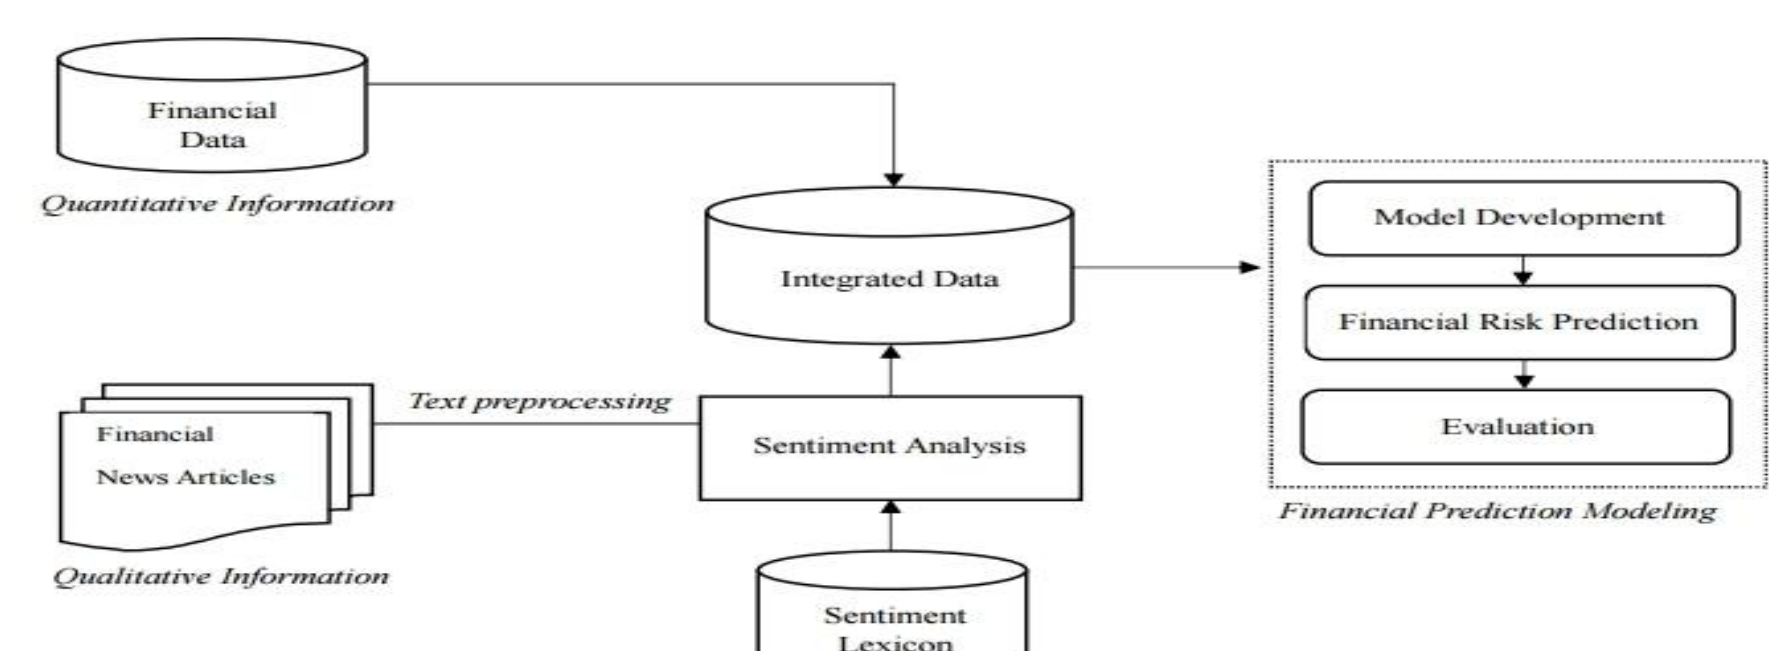 Financial
Data
Quantitative Information
Integrated Data
Model Development
Financial Risk Prediction
Evaluation
Financial Prediction Modeling
Text preprocessing
Financial
News Articles
Qualitative Information
Sentiment Analysis
Sentiment
Lexicon